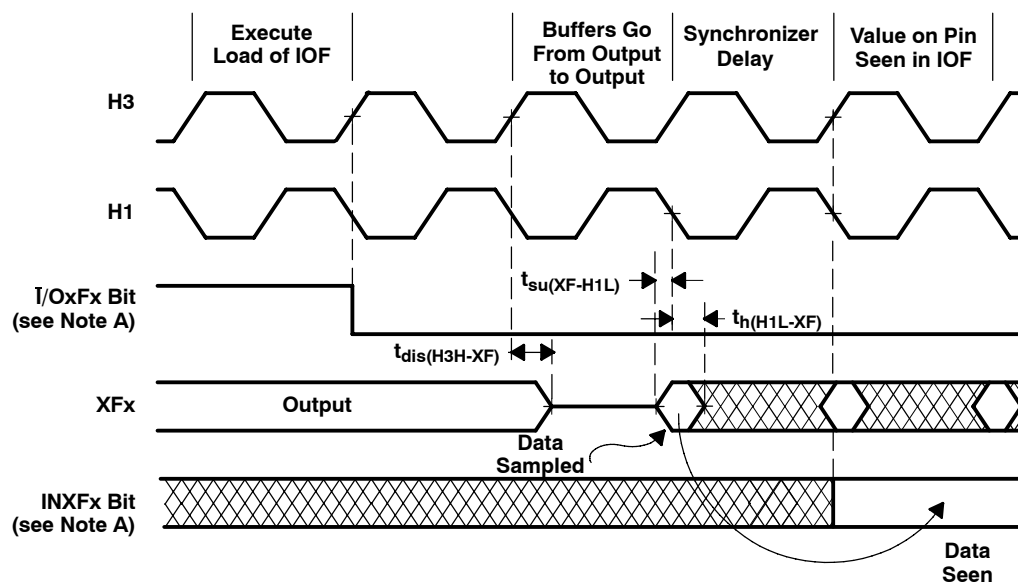 Execute
Load of IOF
Buffers Go
From Output
to Output
Synchronizer
Delay
Value on Pin
Seen in IOF
H3
H1
I̅/OxFx Bit
(see Note A)
tsu(XF-H1L)
th(H1L-XF)
tdis(H3H-XF)
XFx
Output
Data
Sampled
INXFx Bit
(see Note A)
Data
Seen